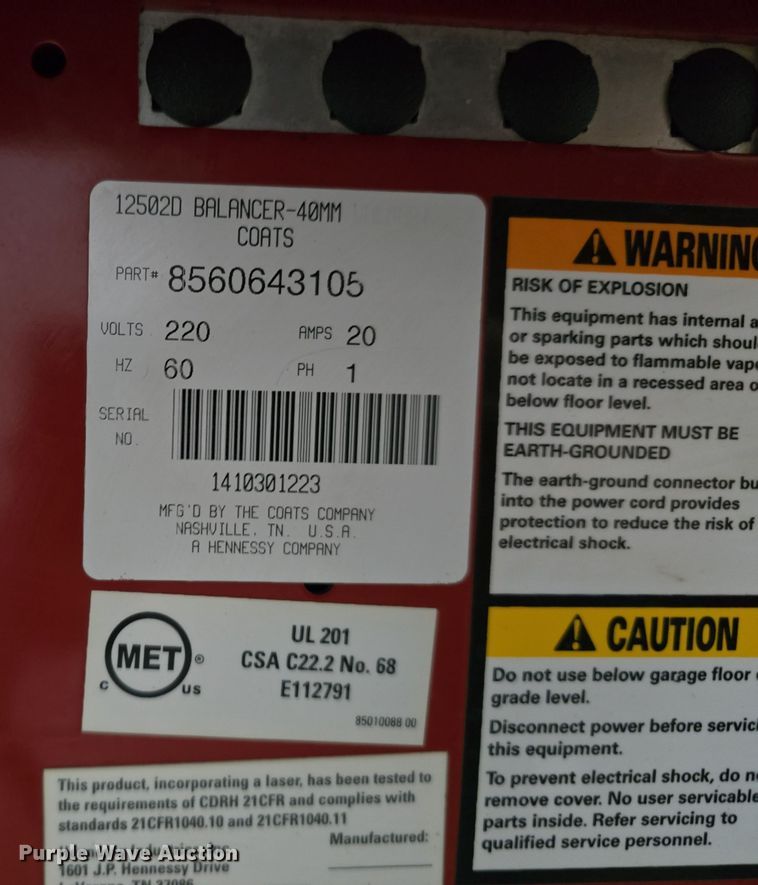 12502D BALANCER-40MM
COATS
PART# 8560643105
VOLTS 220 AMPS 20
HZ 60 PH 1
SERIAL
NO.
1410301223
MFG'D BY THE COATS COMPANY
NASHVILLE, TN. U.S.A.
A HENNESSY COMPANY
MET®
C US
UL 201
CSA C22.2 No. 68
E112791
85010088 00
This product, incorporating a laser, has been tested to
the requirements of CDRH 21CFR and complies with
standards 21CFR1040.10 and 21CFR1040.11
Manufactured:
1601 J.P. Hennessy Drive
WARNING
RISK OF EXPLOSION
This equipment has internal a
or sparking parts which shoul
be exposed to flammable vap
not locate in a recessed area o
below floor level.
THIS EQUIPMENT MUST BE
EARTH-GROUNDED
The earth-ground connector bu
into the power cord provides
protection to reduce the risk of
electrical shock.
CAUTION
Do not use below garage floor
grade level.
Disconnect power before servici
this equipment.
To prevent electrical shock, do n
remove cover. No user servicable
parts inside. Refer servicing to
qualified service personnel.
Purple Wave Auction